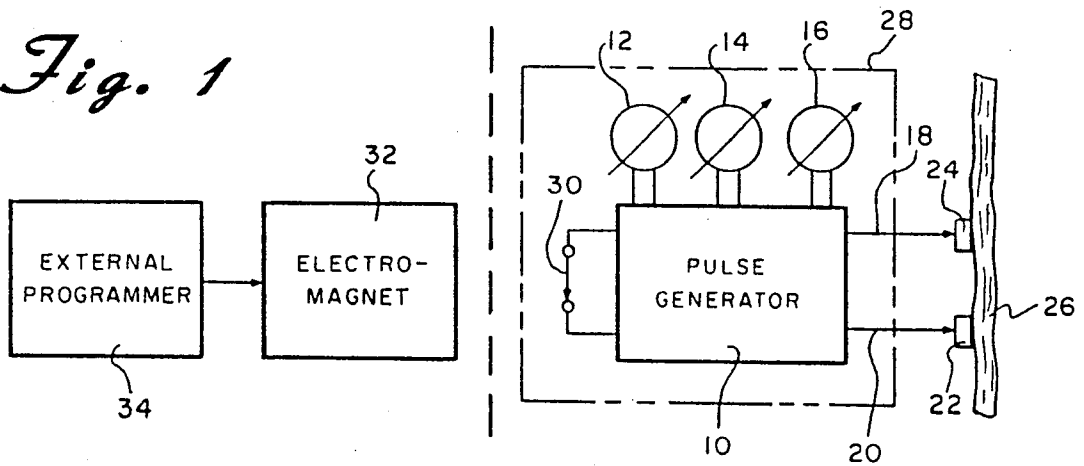 Fig. 1
12
14
16
28
18
24
32
30
EXTERNAL
PROGRAMMER
ELECTRO-
MAGNET
PULSE
GENERATOR
26
34
10
20
22